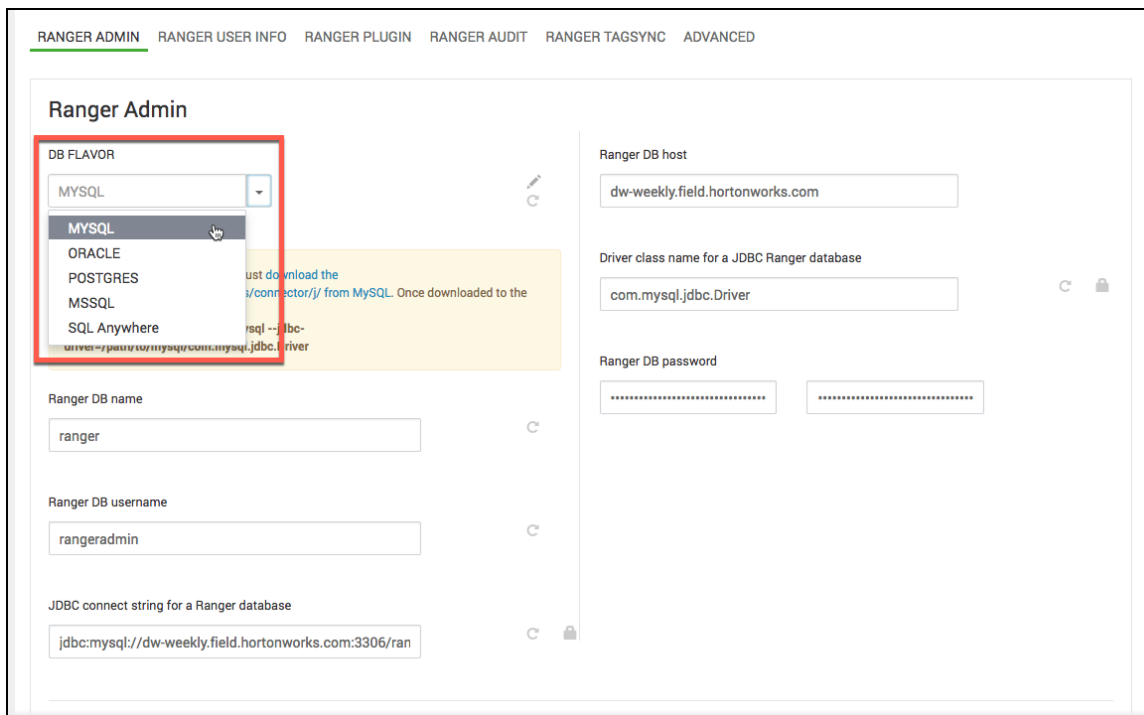 RANGER ADMIN RANGER USER INFO RANGER PLUGIN RANGER AUDIT RANGER TAGSYNC ADVANCED
Ranger Admin
DB FLAVOR
MYSQL
MYSQL
ORACLE
POSTGRES
MSSQL
SQL Anywhere
ust download the
s/connector/j/ from MySQL. Once downloaded to the
ysql --jdbc-
driver=/path/to/mysql/com.mysql.jdbc.Driver
Ranger DB name
ranger
Ranger DB username
rangeradmin
JDBC connect string for a Ranger database
jdbc:mysql://dw-weekly.field.hortonworks.com:3306/ran
Ranger DB host
dw-weekly.field.hortonworks.com
Driver class name for a JDBC Ranger database
com.mysql.jdbc.Driver
Ranger DB password